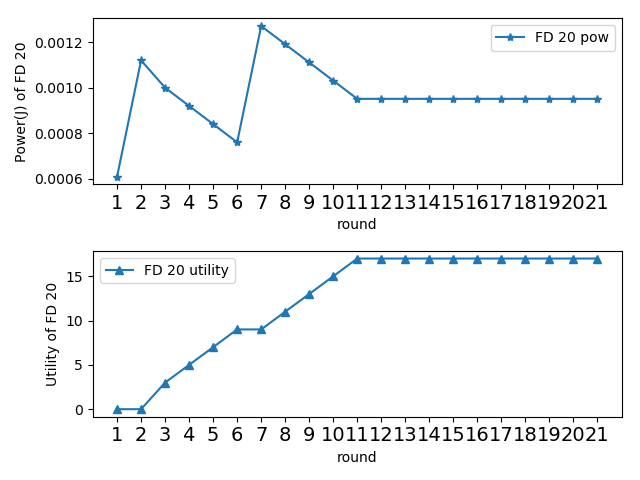 Power(J) of FD 20
0.0012
0.0010
0.0008
0.0006
FD 20 pow
1 2 3 4 5 6 7 8 9 10 11 12 13 14 15 16 17 18 19 20 21
round
Utility of FD 20
15
10
5
0
FD 20 utility
1 2 3 4 5 6 7 8 9 10 11 12 13 14 15 16 17 18 19 20 21
round